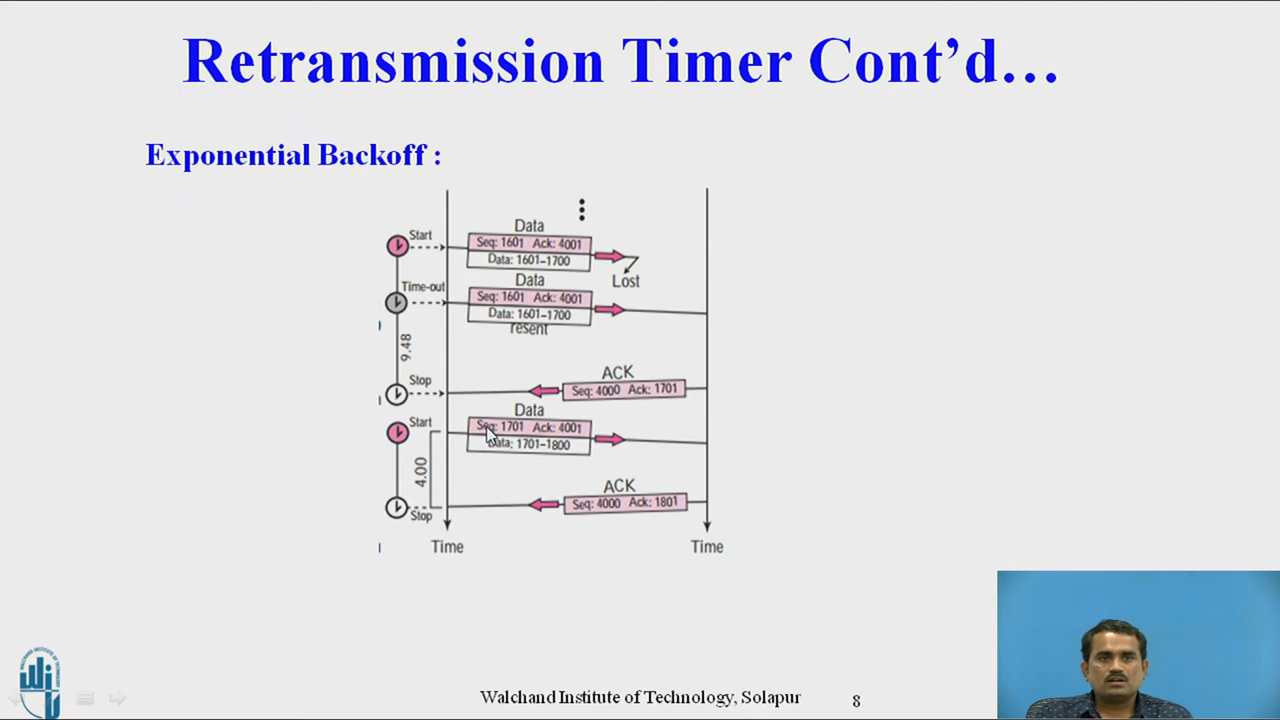 Retransmission Timer Cont’d…
Exponential Backoff :
Data
Start
Seq: 1601 Ack: 4001
Data: 1601-1700
Lost
Data
Time-out
Seq: 1601 Ack: 4001
Data: 1601-1700
resent
9.48
ACK
Stop
Seq: 4000 Ack: 1701
Data
Start
Seq: 1701 Ack: 4001
Data: 1701-1800
4.00
ACK
Seq: 4000 Ack: 1801
Stop
Time
Time
Walchand Institute of Technology, Solapur
8